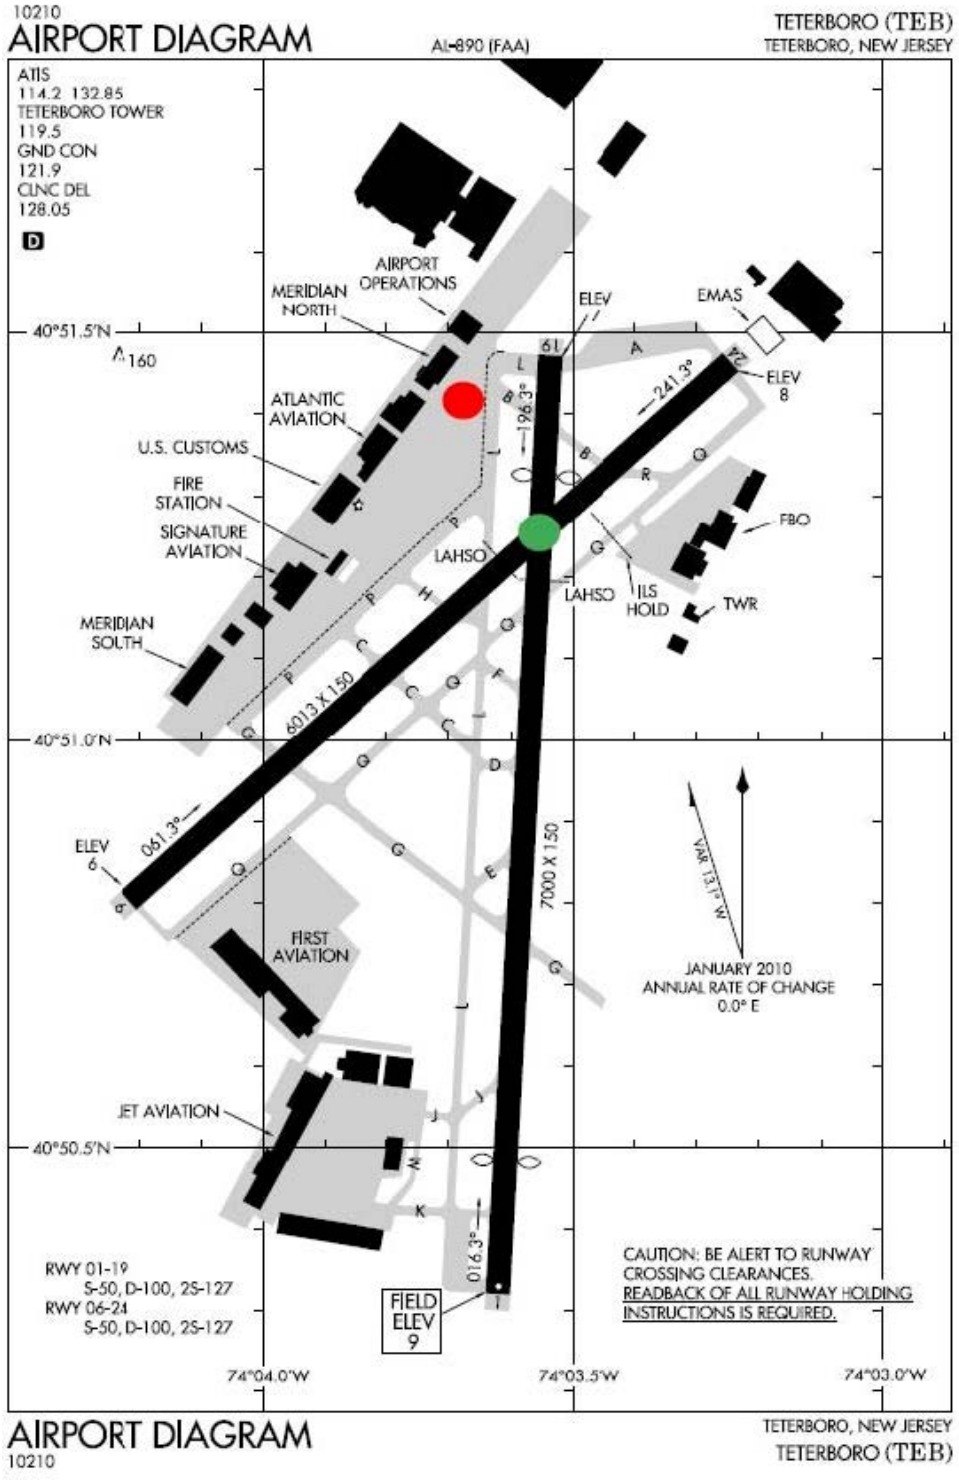 10210
AIRPORT DIAGRAM
AL-890 (FAA)
TETERBORO (TEB)
TETERBORO, NEW JERSEY
ATIS
114.2 132.85
TETERBORO TOWER
119.5
GND CON
121.9
CLNC DEL
128.05
D
AIRPORT
OPERATIONS
MERIDIAN
NORTH
EMAS
ELEV
40°51.5'N
160
19
A
24
L
ELEV
8
241.3°
196.3°
B
ATLANTIC
AVIATION
U.S. CUSTOMS
L
B
Q
R
FIRE
STATION
SIGNATURE
AVIATION
P
FBO
LAHSO
G
P
H
LAHSO
ILS
HOLD
TWR
MERIDIAN
SOUTH
Q
C
P
F
6013 X 150
C
Q
L
C
G
40°51.0'N
Q
D
061.3°
ELEV
6
G
E
7000 X 150
Q
6
VAR 13.1° W
FIRST
AVIATION
G
JANUARY 2010
ANNUAL RATE OF CHANGE
0.0° E
L
J
J
JET AVIATION
40°50.5'N
W
K
016.3°
RWY 01-19
S-50, D-100, 2S-127
RWY 06-24
S-50, D-100, 2S-127
CAUTION: BE ALERT TO RUNWAY
CROSSING CLEARANCES.
READBACK OF ALL RUNWAY HOLDING
INSTRUCTIONS IS REQUIRED.
FIELD
ELEV
9
1
74°04.0'W
74°03.5'W
74°03.0'W
AIRPORT DIAGRAM
10210
TETERBORO, NEW JERSEY
TETERBORO (TEB)